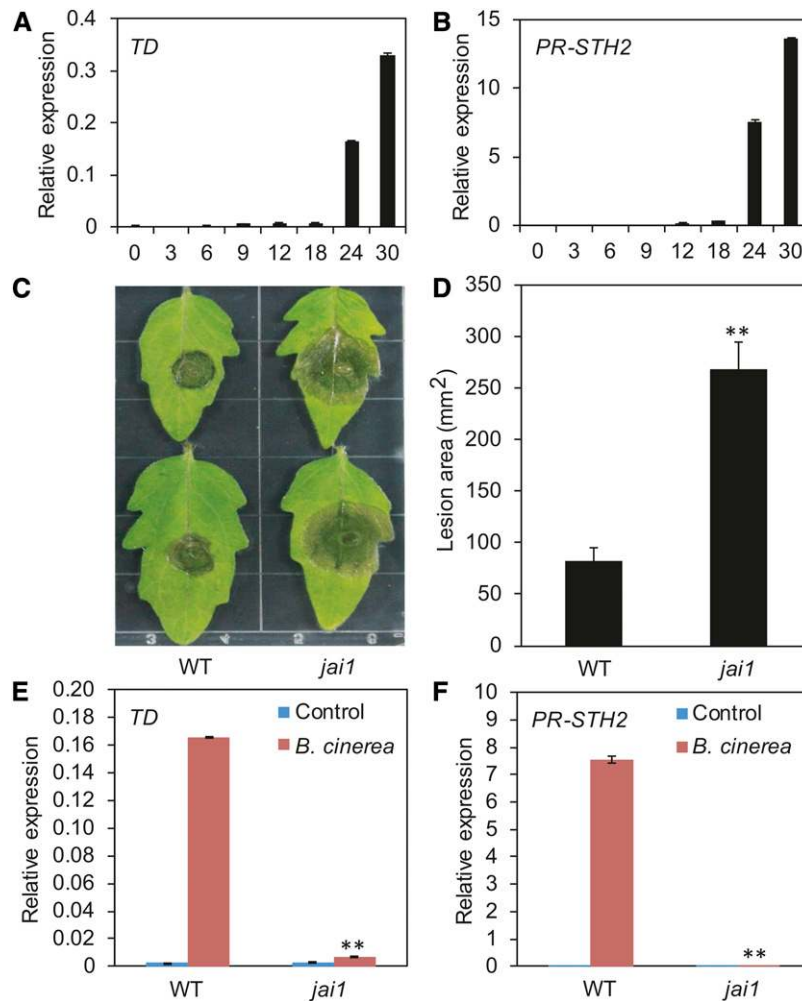 A
TD
Relative expression
0.4
0.3
0.2
0.1
0
0 3 6 9 12 18 24 30
B
PR-STH2
Relative expression
15
10
5
0
0 3 6 9 12 18 24 30
C
WT jai1
D
Lesion area (mm²)
350
300
250
200
150
100
50
0
**
WT jai1
E
TD
Relative expression
0.20
0.18
0.16
0.14
0.12
0.10
0.08
0.06
0.04
0.02
0
Control
B. cinerea
**
WT jai1
F
PR-STH2
Relative expression
10
9
8
7
6
5
4
3
2
1
0
Control
B. cinerea
**
WT jai1